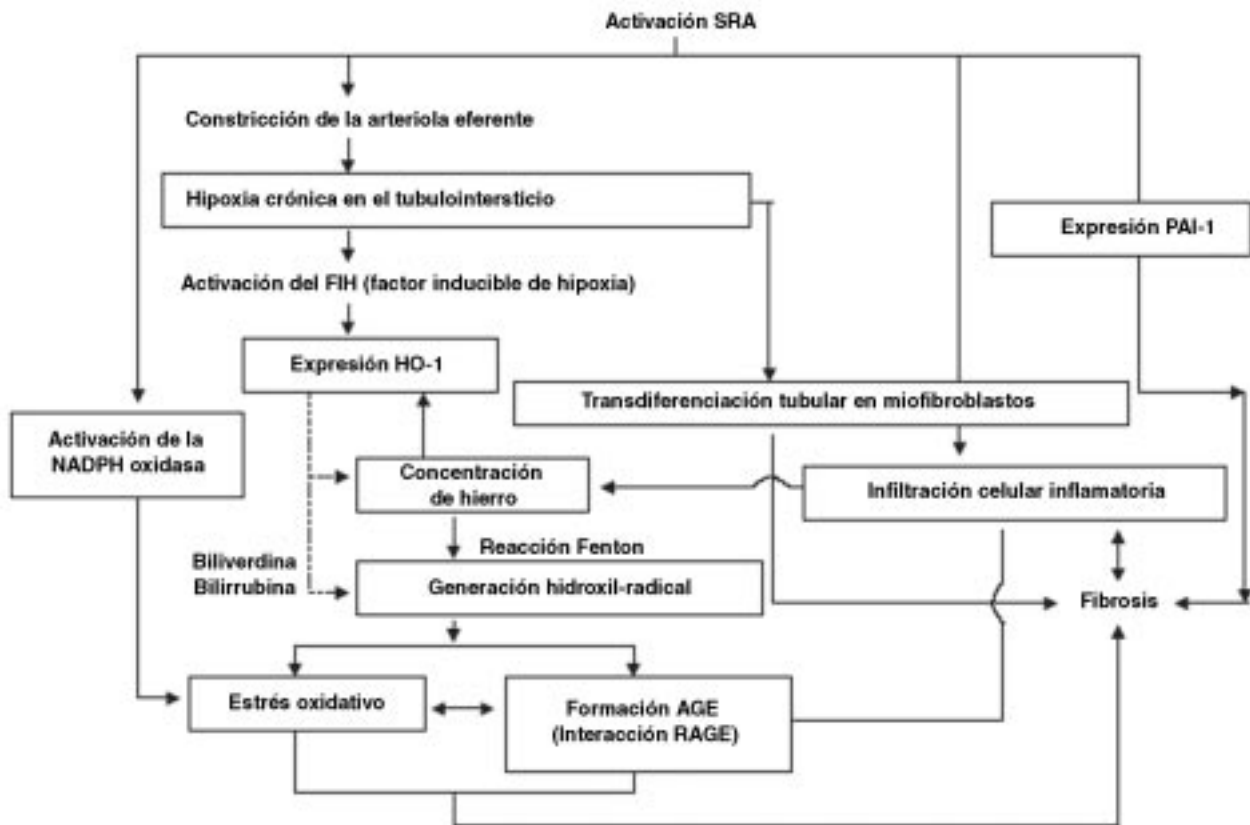 Activación SRA
Constricción de la arteriola eferente
Hipoxia crónica en el tubulointersticio
Expresión PAI-1
Activación del FIH (factor inducible de hipoxia)
Expresión HO-1
Transdiferenciación tubular en miofibroblastos
Activación de la
NADPH oxidasa
Concentración
de hierro
Infiltración celular inflamatoria
Reacción Fenton
Biliverdina
Bilirrubina
Generación hidroxil-radical
Fibrosis
Estrés oxidativo
Formación AGE
(Interacción RAGE)